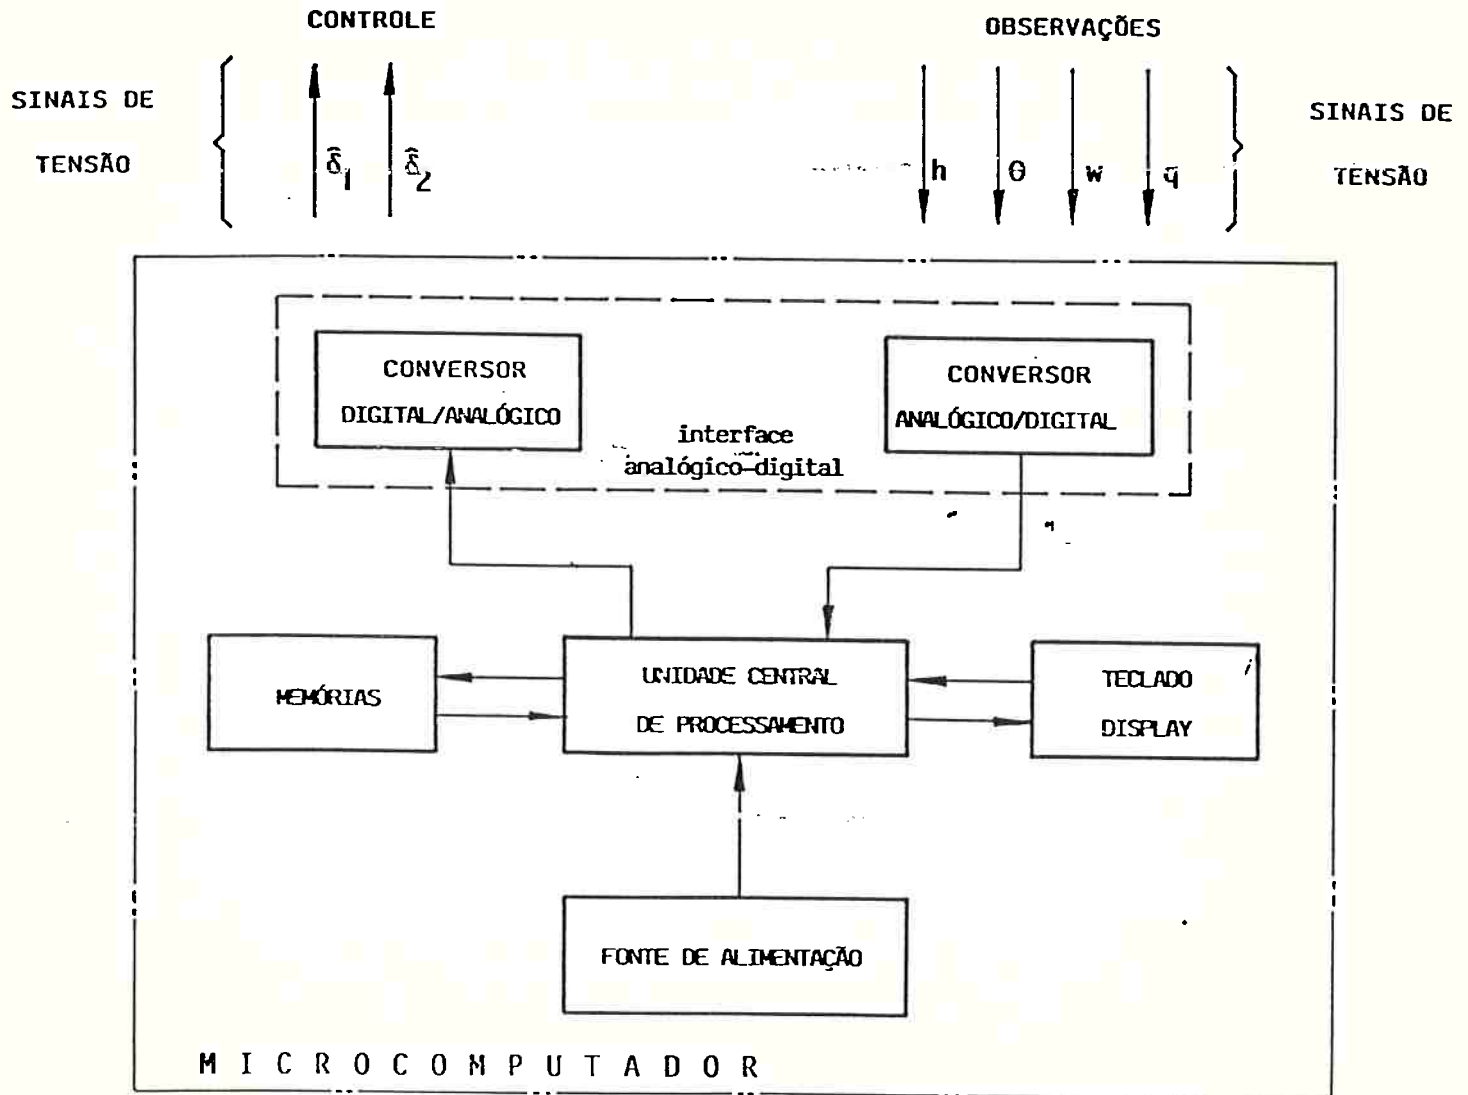 CONTROLE
OBSERVAÇÕES
SINAIS DE
TENSÃO
δ̂1
δ̂2
h
θ
w
q
SINAIS DE
TENSÃO
CONVERSOR
DIGITAL/ANALÓGICO
CONVERSOR
ANALÓGICO/DIGITAL
interface
analógico-digital
MEMÓRIAS
UNIDADE CENTRAL
DE PROCESSAMENTO
TECLADO
DISPLAY
FONTE DE ALIMENTAÇÃO
MICROCOMPUTADOR